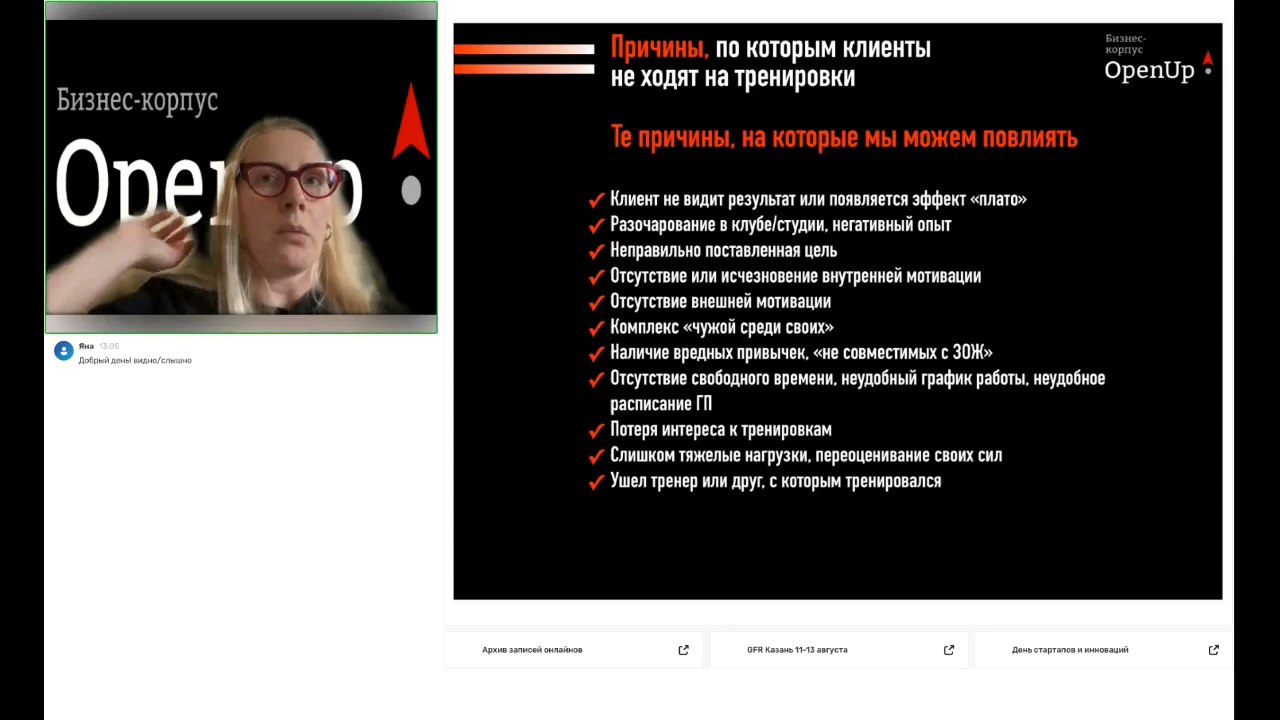 Бизнес-корпус
Яна 13:05
Добрый день! видно/слышно
Причины, по которым клиенты
не ходят на тренировки
Бизнес-
корпус
OpenUp
Те причины, на которые мы можем повлиять
✓ Клиент не видит результат или появляется эффект «плато»
✓ Разочарование в клубе/студии, негативный опыт
✓ Неправильно поставленная цель
✓ Отсутствие или исчезновение внутренней мотивации
✓ Отсутствие внешней мотивации
✓ Комплекс «чужой среди своих»
✓ Наличие вредных привычек, «не совместимых с ЗОЖ»
✓ Отсутствие свободного времени, неудобный график работы, неудобное
расписание ГП
✓ Потеря интереса к тренировкам
✓ Слишком тяжелые нагрузки, переоценивание своих сил
✓ Ушел тренер или друг, с которым тренировался
Архив записей онлайнов
GFR Казань 11-13 августа
День стартапов и инноваций